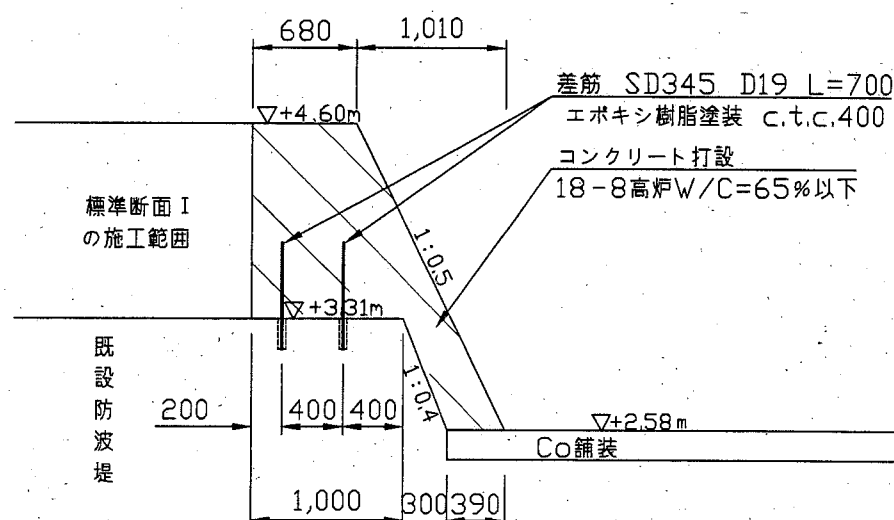 680
1,010
差筋 SD345 D19 L=700
エポキシ樹脂塗装 c.t.c.400
▽+4.60m
コンクリート打設
18-8高炉W/C=65%以下
標準断面Ⅰ
の施工範囲
1:0.5
▽+3.31m
既設防波堤
1:0.4
200
400
400
▽+2.58m
Co舗装
1,000
300
390